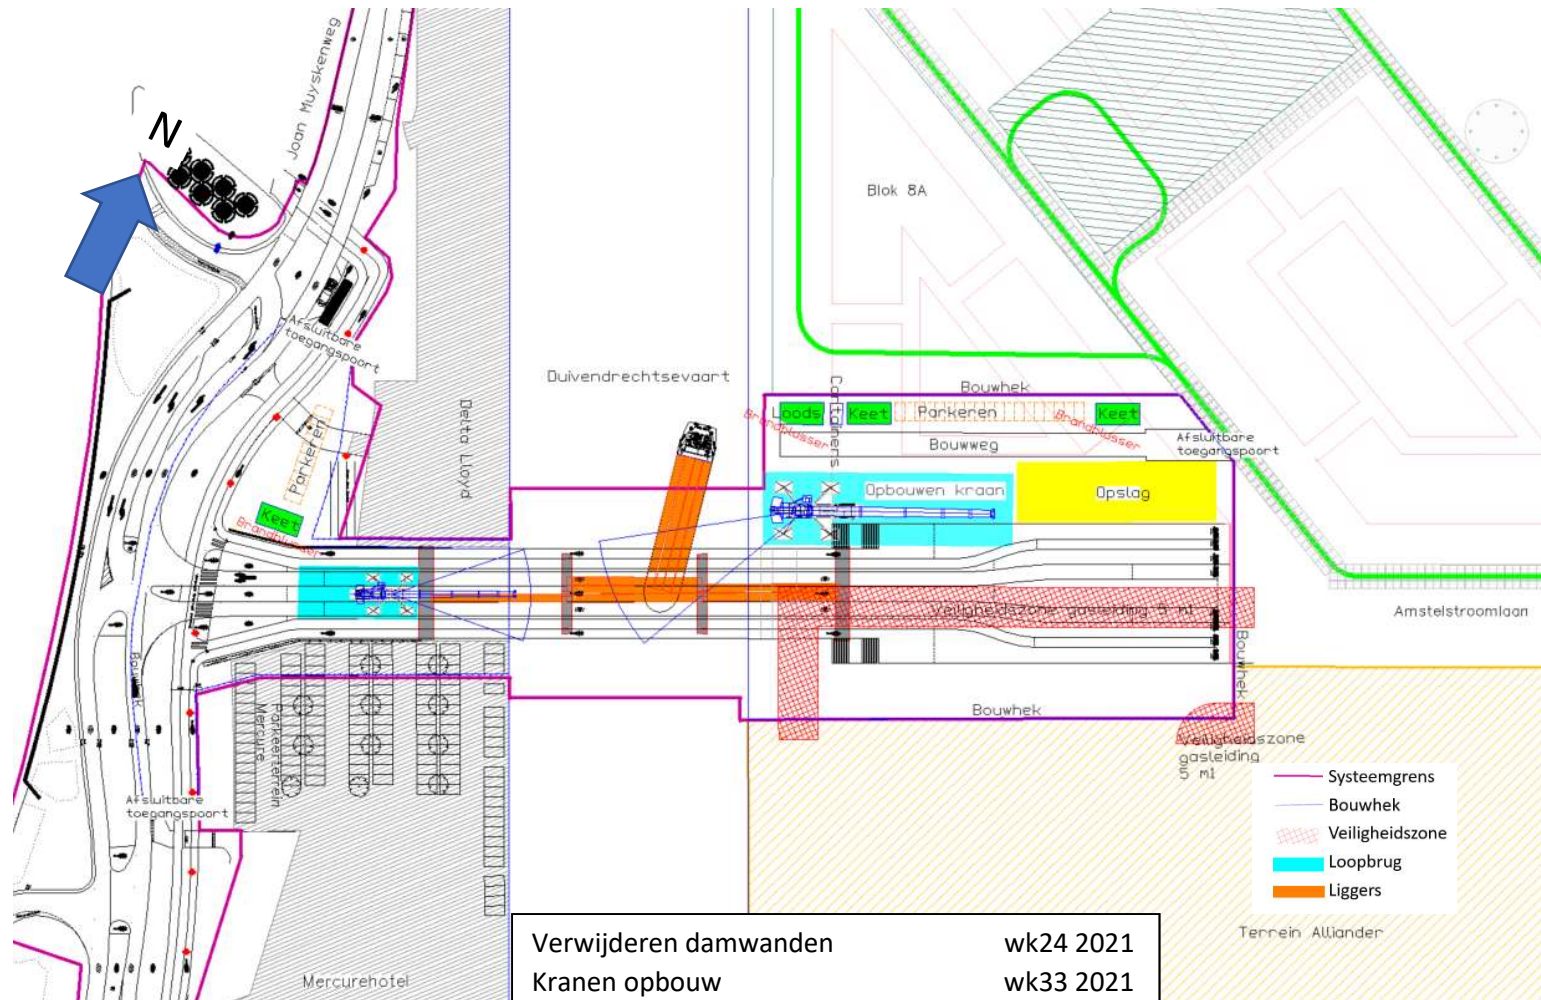 Joan Muyskenweg
N
Blok 8A
Afsluitbare
toegangspoort
Duivendrechtsevaart
Delta Lloyd
Containers
Bouwhek
Loods
Keet
Parkeren
Keet
Brandblusser
Brandblusser
Bouwweg
Afsluitbare
toegangspoort
Parkeren
Keet
Brandblusser
Opbouwen kraan
Opslag
Veiligheidszone gasleiding 5 m1
Amstelstroomlaan
Bouwhek
Bouwhek
Bouwhek
Parkeerterrein
Mercure
Veiligheidszone
gasleiding
5 m1
Afsluitbare
toegangspoort
Systeemgrens
Bouwhek
Veiligheidszone
Loopbrug
Liggers
Terrein Alliander
Mercurehotel
Verwijderen damwanden wk24 2021
Kranen opbouw wk33 2021